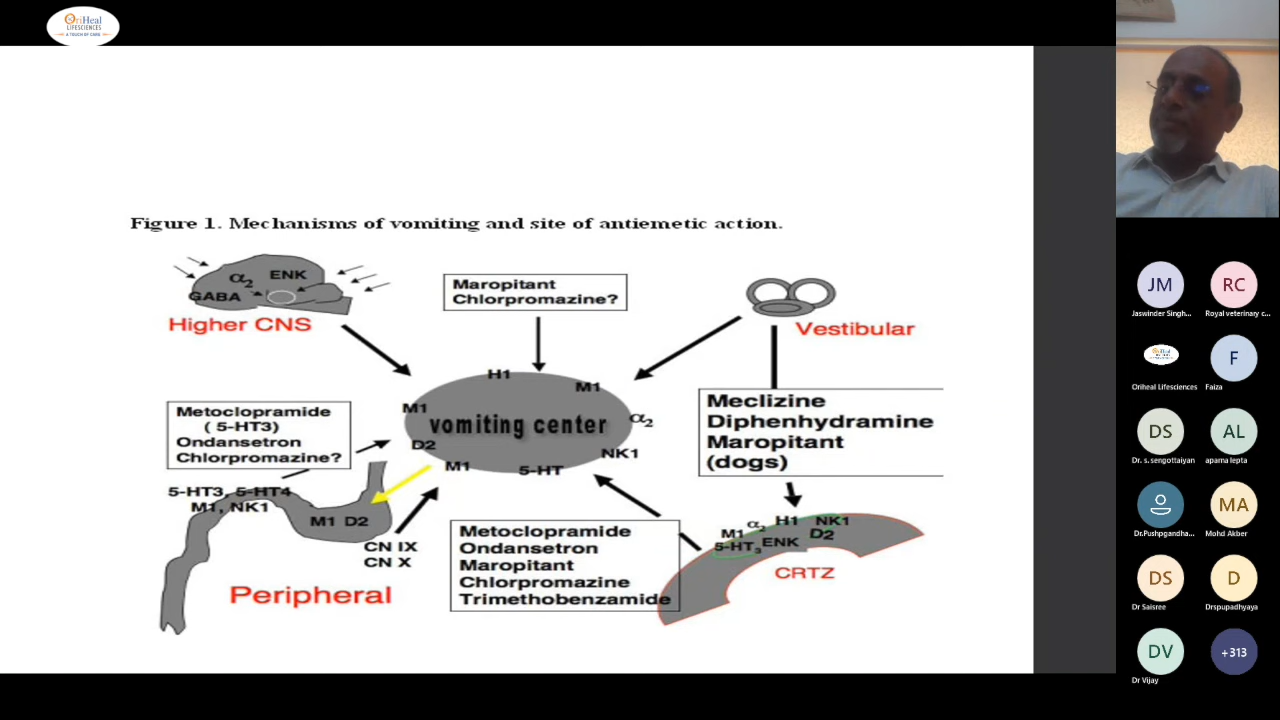 OriHeal
LIFESCIENCES
A TOUCH OF CARE
Figure 1. Mechanisms of vomiting and site of antiemetic action.
α2 ENK
GABA
Higher CNS
Maropitant
Chlorpromazine?
Vestibular
H1
M1
M1
α2
vomiting center
D2
NK1
M1
5-HT
Metoclopramide
( 5-HT3)
Ondansetron
Chlorpromazine?
Meclizine
Diphenhydramine
Maropitant
(dogs)
5-HT3, 5-HT4
M1, NK1
M1 D2
CN IX
CN X
Peripheral
Metoclopramide
Ondansetron
Maropitant
Chlorpromazine
Trimethobenzamide
M1 α2 H1 NK1
5-HT3 ENK D2
CRTZ
JM
Jaswinder Singh...
RC
Royal veterinary c...
Oriheal Lifesciences
F
Faiza
DS
Dr. s. sengottaiyan
AL
aparna lepta
Dr.Pushpgandha...
MA
Mohd Akber
DS
Dr Saisree
D
Drspupadhyaya
DV
Dr Vijay
+313